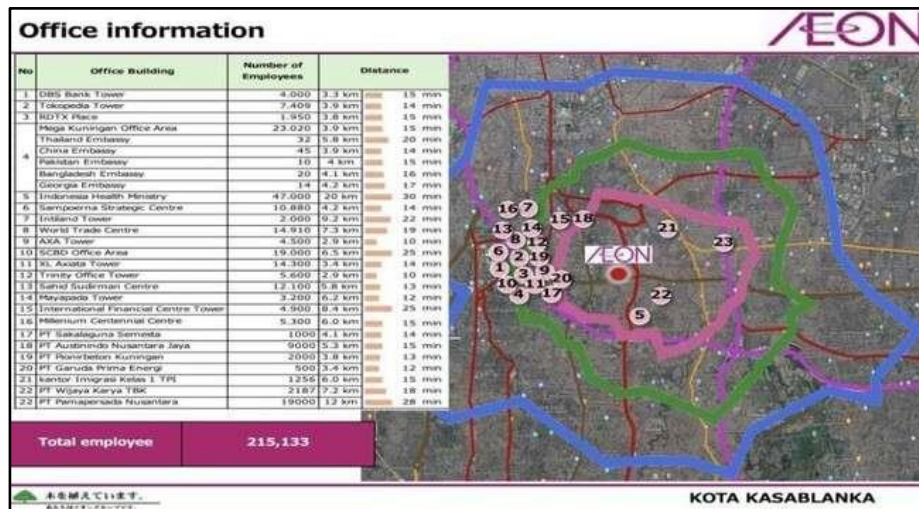 Office information
ÆON
No Office Building Number of Employees Distance
1 DBS Bank Tower 4.000 3.3 km 15 min
2 Tokopedia Tower 7.409 3.9 km 14 min
3 RDTX Place 1.950 3.8 km 15 min
4 Mega Kuningan Office Area 23.020 3.9 km 15 min
Thailand Embassy 32 5.8 km 20 min
China Embassy 45 3.9 km 14 min
Pakistan Embassy 10 4 km 15 min
Bangladesh Embassy 20 4.1 km 16 min
Georgia Embassy 14 4.2 km 17 min
5 Indonesia Health Ministry 47.000 20 km 30 min
6 Sampoerna Strategic Centre 10.880 4.2 km 14 min
7 Intiland Tower 2.000 9.2 km 22 min
8 World Trade Centre 14.910 7.3 km 19 min
9 AXA Tower 4.500 2.9 km 10 min
10 SCBD Office Area 19.000 6.5 km 25 min
11 XL Axiata Tower 14.300 3.4 km 14 min
12 Trinity Office Tower 5.600 2.9 km 10 min
13 Sahid Sudirman Centre 12.100 5.8 km 13 min
14 Mayapada Tower 3.200 6.2 km 12 min
15 International Financial Centre Tower 4.900 8.4 km 25 min
16 Millenium Centennial Centre 5.300 6.0 km 15 min
17 PT Sakalaguna Semesta 1000 4.1 km 14 min
18 PT Austinindo Nusantara Jaya 9000 5.3 km 15 min
19 PT Pionirbeton Kuningan 2000 3.8 km 13 min
20 PT Garuda Prima Energi 500 3.4 km 12 min
21 kantor Imigrasi Kelas 1 TPI 1256 6.0 km 15 min
22 PT Wijaya Karya TBK 2187 7.2 km 18 min
22 PT Pamapersada Nusantara 19000 12 km 28 min
Total employee 215,133
16 7
15 18
13 14
21
8 12
23
6 2 19
ÆON
1 3 9 20
10 11
4 17
22
5
木を植えています。
KOTA KASABLANKA